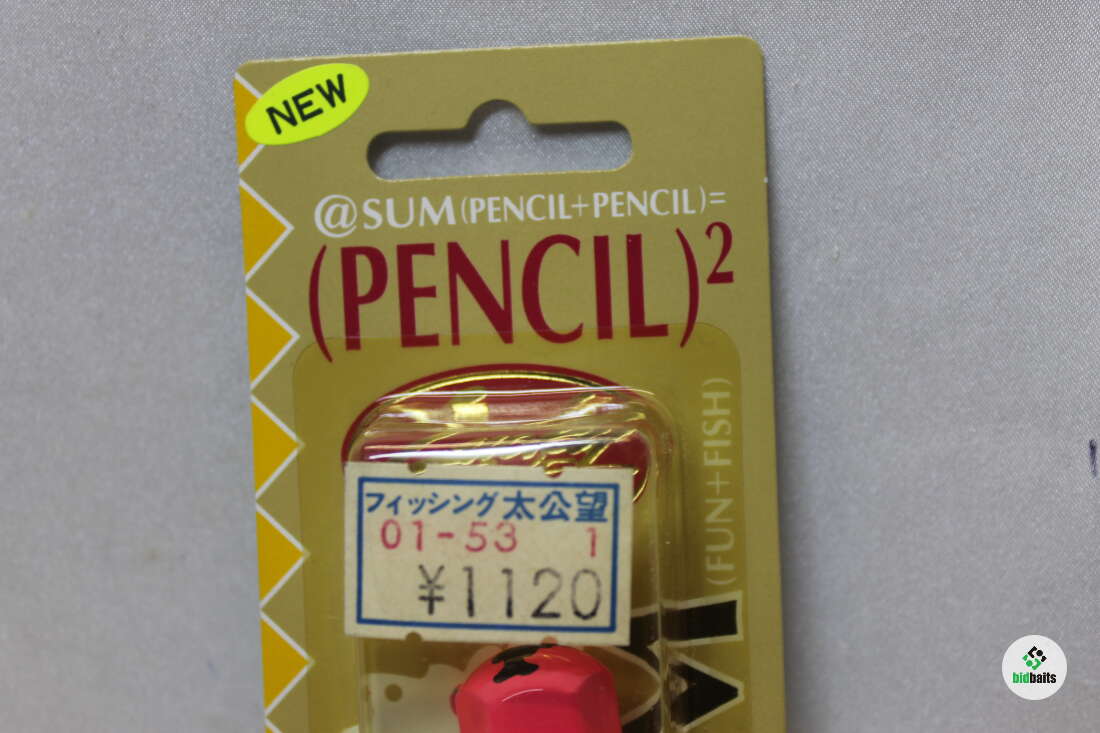 NEW
@SUM(PENCIL+PENCIL)=
(PENCIL)²
(FUN+FISH)
フィッシング 太公望
01-53 1
¥1120
bidbaits